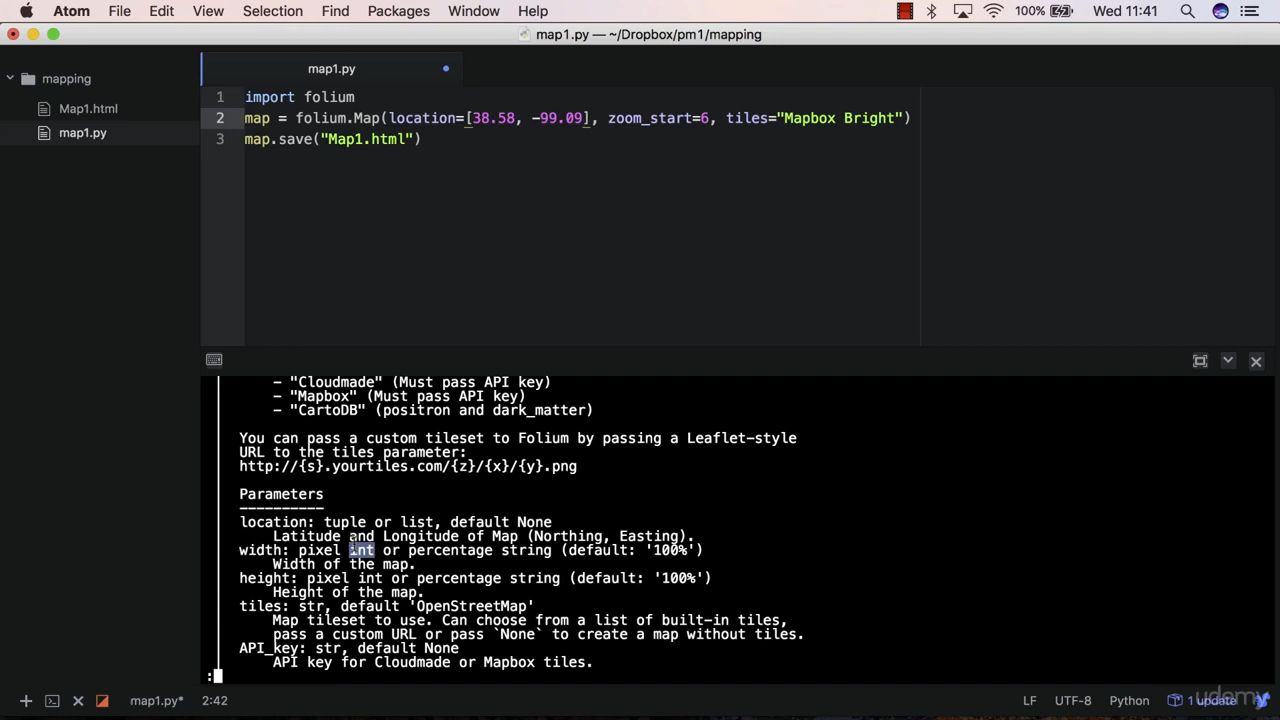 Atom File Edit View Selection Find Packages Window Help 100% Wed 11:41
map1.py — ~/Dropbox/pm1/mapping
mapping
Map1.html
map1.py
map1.py
1 import folium
2 map = folium.Map(location=[38.58, -99.09], zoom_start=6, tiles="Mapbox Bright")
3 map.save("Map1.html")
- "Cloudmade" (Must pass API key)
- "Mapbox" (Must pass API key)
- "CartoDB" (positron and dark_matter)
You can pass a custom tileset to Folium by passing a Leaflet-style
URL to the tiles parameter:
http://{s}.yourtiles.com/{z}/{x}/{y}.png
Parameters
----------
location: tuple or list, default None
Latitude and Longitude of Map (Northing, Easting).
width: pixel int or percentage string (default: '100%')
Width of the map.
height: pixel int or percentage string (default: '100%')
Height of the map.
tiles: str, default 'OpenStreetMap'
Map tileset to use. Can choose from a list of built-in tiles,
pass a custom URL or pass `None` to create a map without tiles.
API_key: str, default None
API key for Cloudmade or Mapbox tiles.
:
map1.py* 2:42 LF UTF-8 Python 1 update
udemy